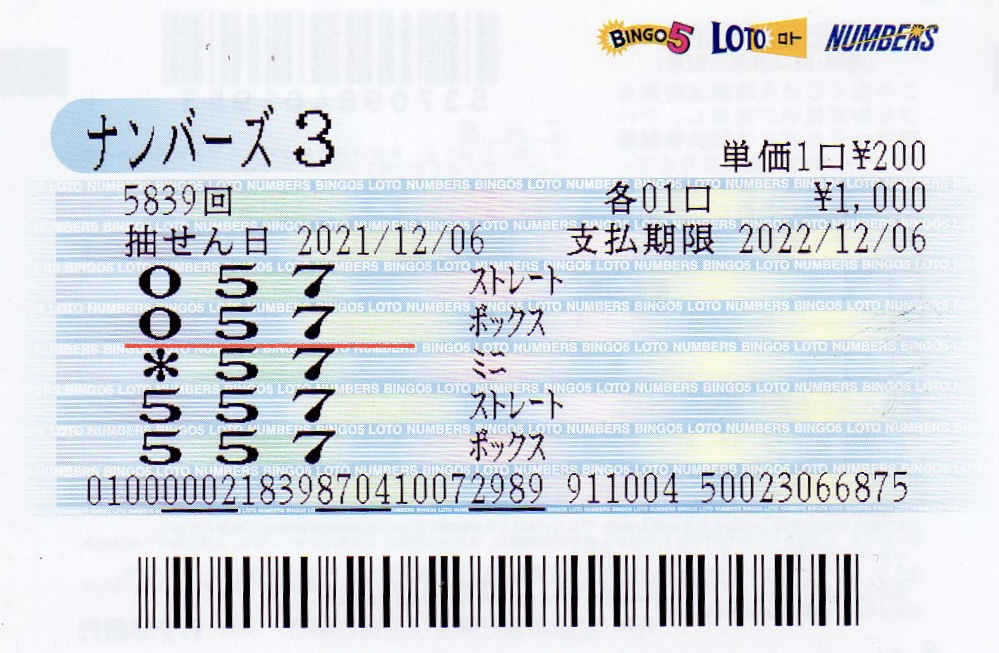 BINGO5 LOTO ロト NUMBERS
ナンバーズ 3
単価1口¥200
5839回 各01口 ¥1,000
抽せん日 2021/12/06 支払期限 2022/12/06
0 5 7 ストレート
0 5 7 ボックス
* 5 7 ミニ
5 5 7 ストレート
5 5 7 ボックス
010000021839870410072989 911004 50023066875